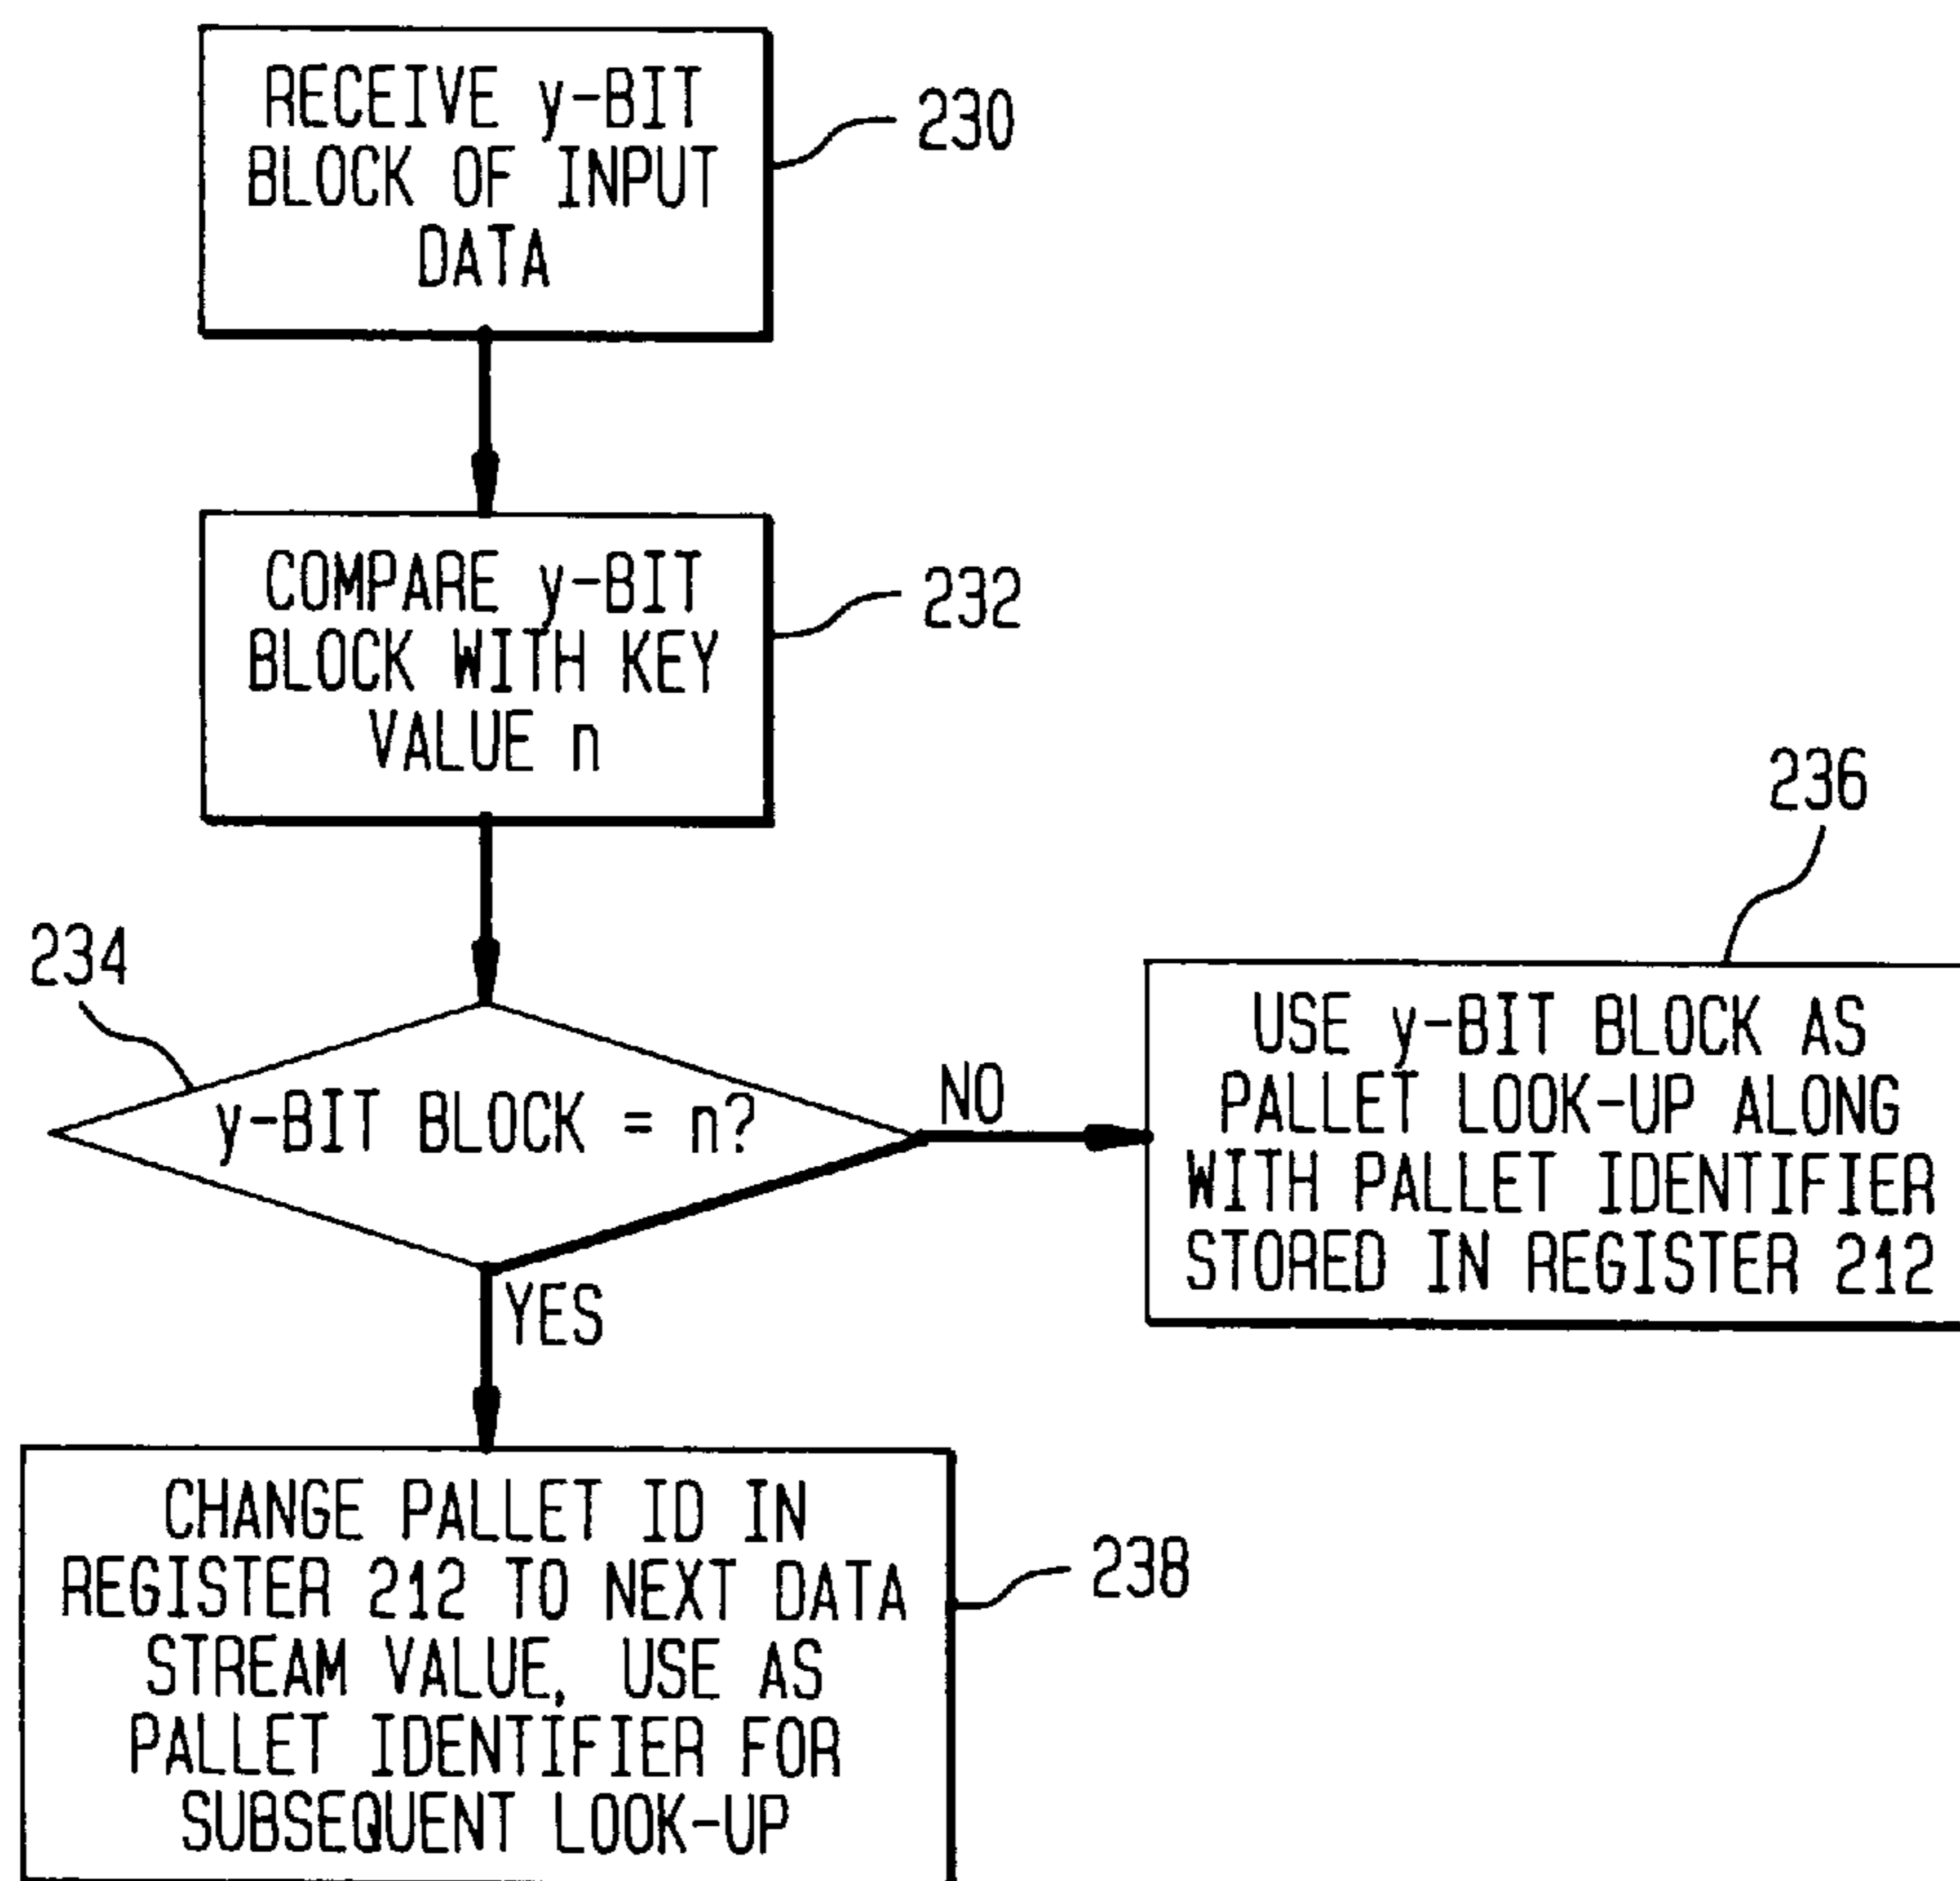 RECEIVE y-BIT
BLOCK OF INPUT
DATA
230
COMPARE y-BIT
BLOCK WITH KEY
VALUE n
232
234
y-BIT BLOCK = n?
NO
YES
236
USE y-BIT BLOCK AS
PALLET LOOK-UP ALONG
WITH PALLET IDENTIFIER
STORED IN REGISTER 212
CHANGE PALLET ID IN
REGISTER 212 TO NEXT DATA
STREAM VALUE, USE AS
PALLET IDENTIFIER FOR
SUBSEQUENT LOOK-UP
238